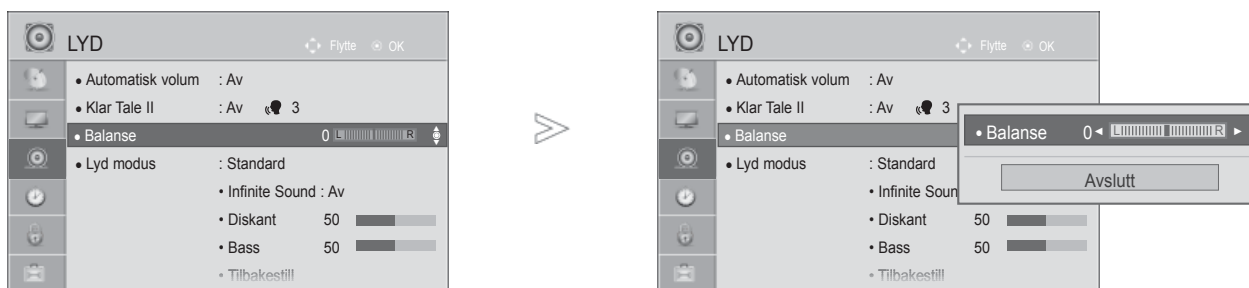 LYD
Flytte OK
• Automatisk volum : Av
• Klar Tale II : Av 3
• Balanse 0 L R
• Lyd modus : Standard
• Infinite Sound : Av
• Diskant 50
• Bass 50
• Tilbakestill
LYD
Flytte OK
• Automatisk volum : Av
• Klar Tale II : Av 3
• Balanse
• Lyd modus : Standard
• Infinite Soun
• Diskant 50
• Bass 50
• Tilbakestill
• Balanse 0 ◄ L R ►
Avslutt